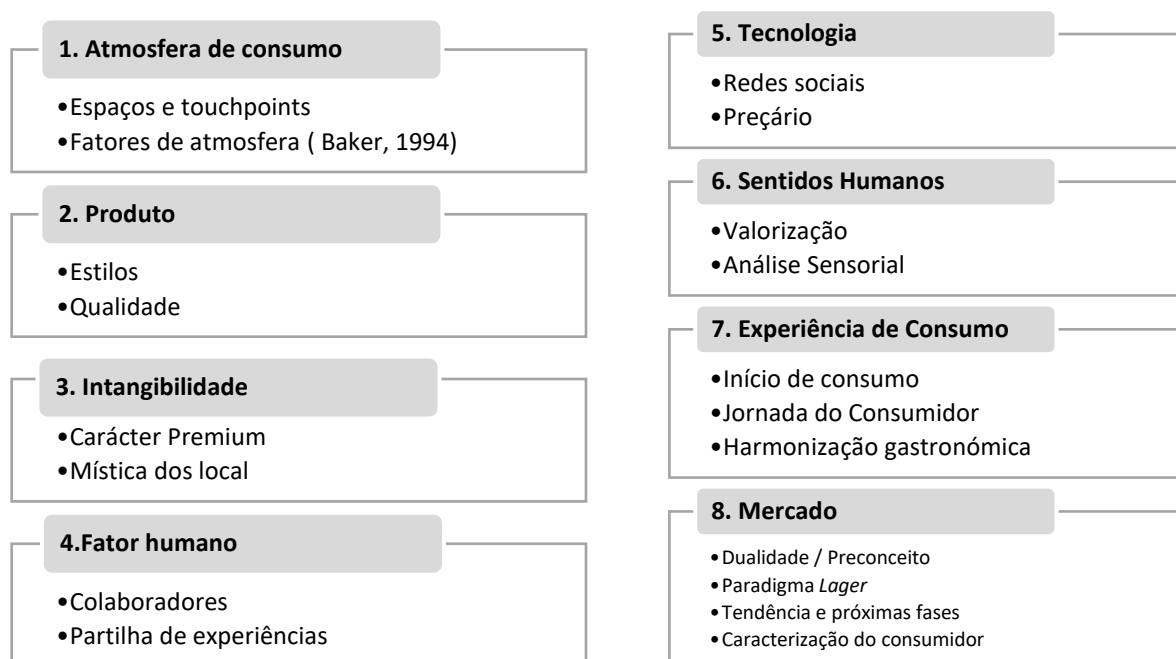 1. Atmosfera de consumo
•Espaços e touchpoints
•Fatores de atmosfera ( Baker, 1994)
2. Produto
•Estilos
•Qualidade
3. Intangibilidade
•Carácter Premium
•Mística dos local
4.Fator humano
•Colaboradores
•Partilha de experiências
5. Tecnologia
•Redes sociais
•Preçário
6. Sentidos Humanos
•Valorização
•Análise Sensorial
7. Experiência de Consumo
•Início de consumo
•Jornada do Consumidor
•Harmonização gastronómica
8. Mercado
•Dualidade / Preconceito
•Paradigma Lager
•Tendência e próximas fases
•Caracterização do consumidor